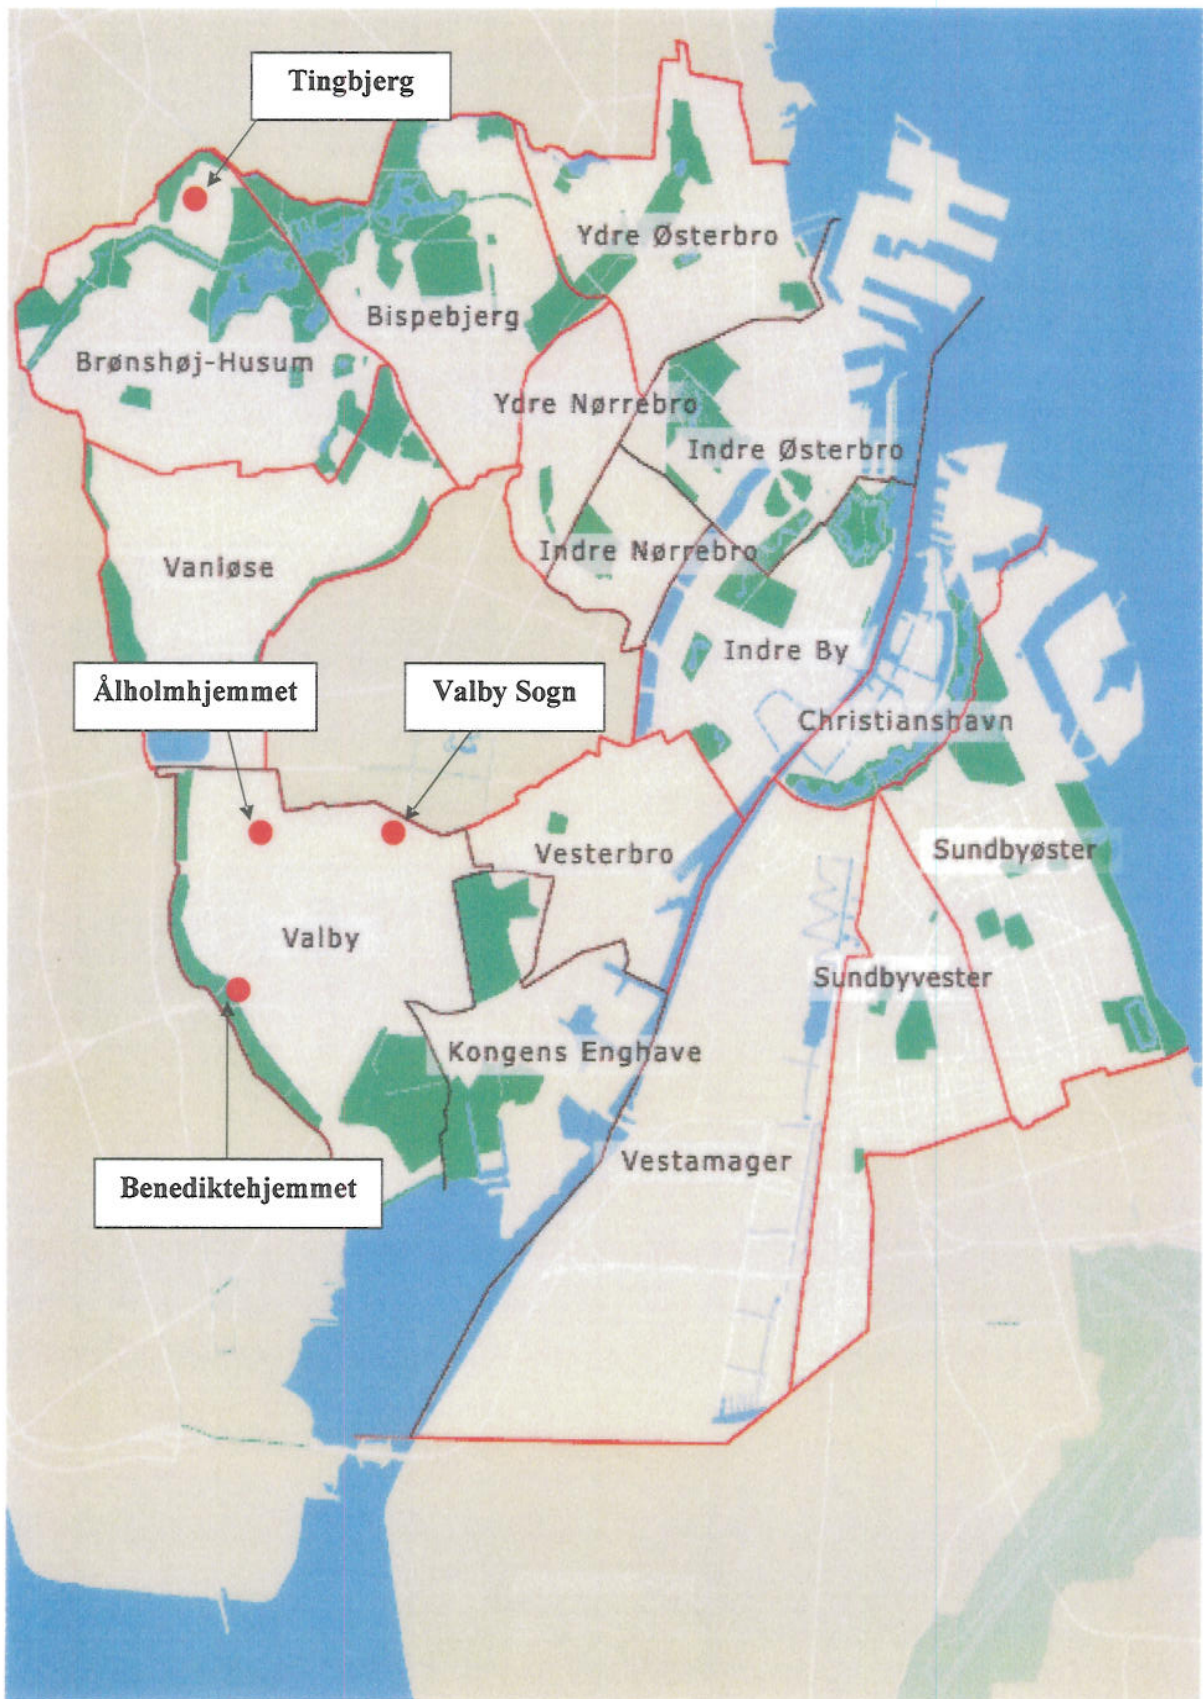 Tingbjerg
Ydre Østerbro
Bispebjerg
Brønshøj-Husum
Ydre Nørrebro
Indre Østerbro
Indre Nørrebro
Vanløse
Indre By
Ålholmhjemmet
Valby Sogn
Christianshavn
Vesterbro
Sundbyøster
Valby
Sundbyvester
Kongens Enghave
Vestamager
Benediktehjemmet